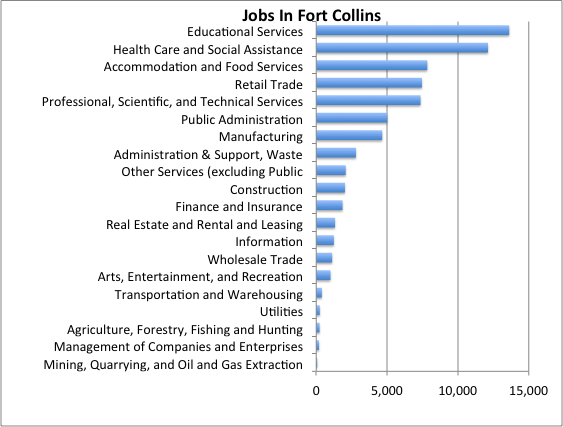 Jobs In Fort Collins
Educational Services
Health Care and Social Assistance
Accommodation and Food Services
Retail Trade
Professional, Scientific, and Technical Services
Public Administration
Manufacturing
Administration & Support, Waste
Other Services (excluding Public
Construction
Finance and Insurance
Real Estate and Rental and Leasing
Information
Wholesale Trade
Arts, Entertainment, and Recreation
Transportation and Warehousing
Utilities
Agriculture, Forestry, Fishing and Hunting
Management of Companies and Enterprises
Mining, Quarrying, and Oil and Gas Extraction
0 5,000 10,000 15,000